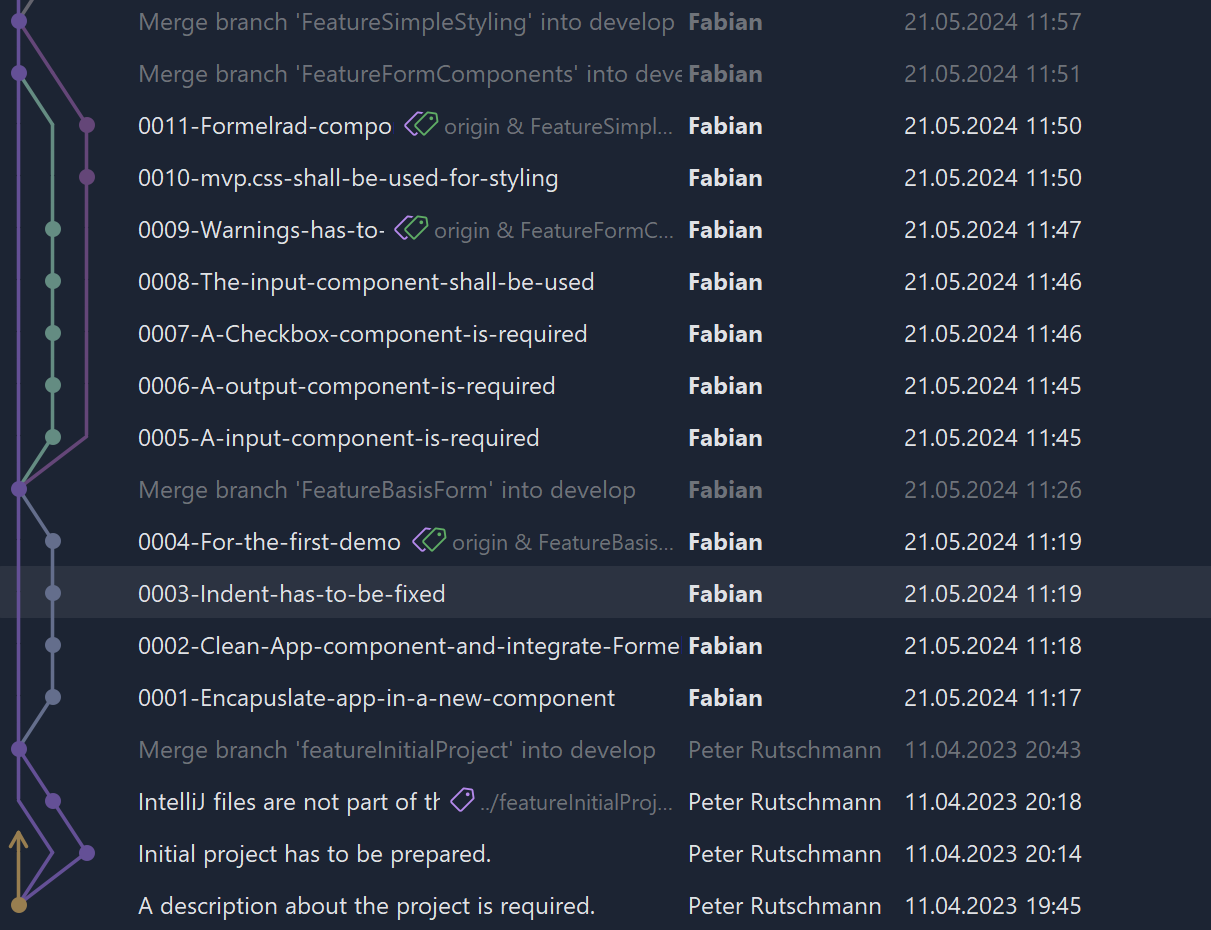 Merge branch 'FeatureSimpleStyling' into develop Fabian 21.05.2024 11:57
Merge branch 'FeatureFormComponents' into deve Fabian 21.05.2024 11:51
0011-Formelrad-compo origin & FeatureSimpl... Fabian 21.05.2024 11:50
0010-mvp.css-shall-be-used-for-styling Fabian 21.05.2024 11:50
0009-Warnings-has-to- origin & FeatureFormC... Fabian 21.05.2024 11:47
0008-The-input-component-shall-be-used Fabian 21.05.2024 11:46
0007-A-Checkbox-component-is-required Fabian 21.05.2024 11:46
0006-A-output-component-is-required Fabian 21.05.2024 11:45
0005-A-input-component-is-required Fabian 21.05.2024 11:45
Merge branch 'FeatureBasisForm' into develop Fabian 21.05.2024 11:26
0004-For-the-first-demo origin & FeatureBasis... Fabian 21.05.2024 11:19
0003-Indent-has-to-be-fixed Fabian 21.05.2024 11:19
0002-Clean-App-component-and-integrate-Forme Fabian 21.05.2024 11:18
0001-Encapuslate-app-in-a-new-component Fabian 21.05.2024 11:17
Merge branch 'featureInitialProject' into develop Peter Rutschmann 11.04.2023 20:43
IntelliJ files are not part of th ../featureInitialProj... Peter Rutschmann 11.04.2023 20:18
Initial project has to be prepared. Peter Rutschmann 11.04.2023 20:14
A description about the project is required. Peter Rutschmann 11.04.2023 19:45